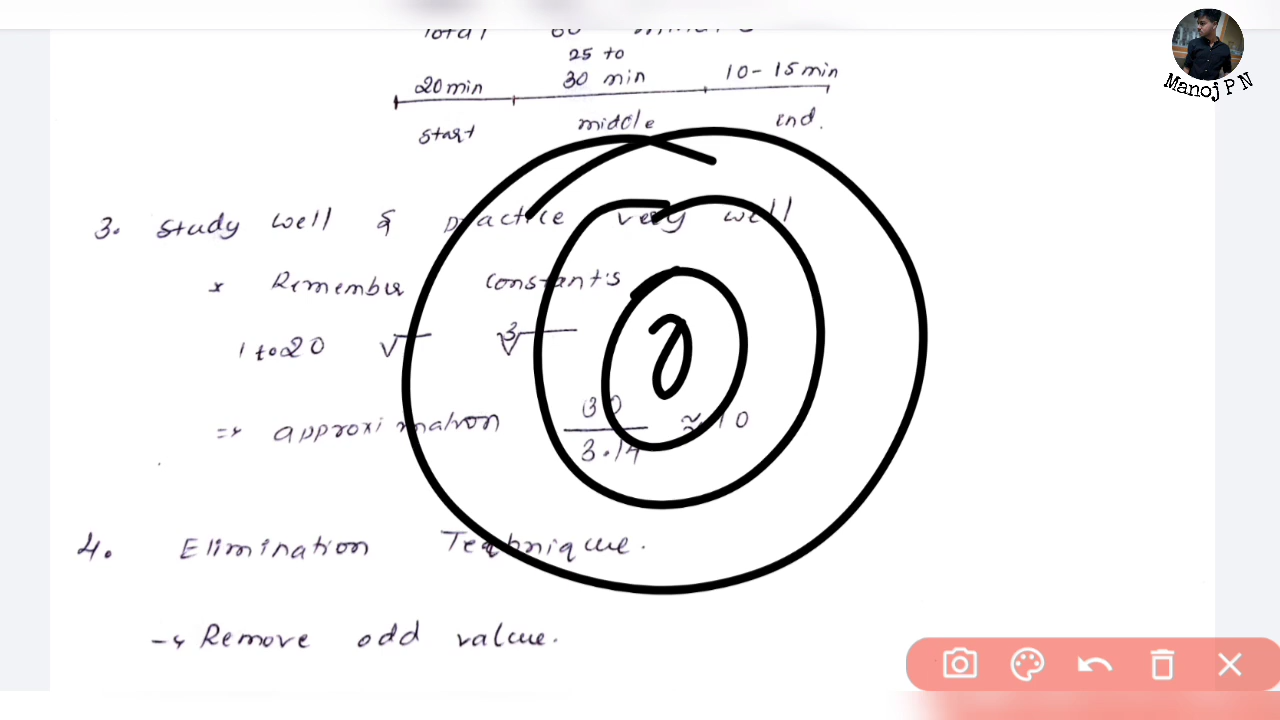 Total 60
25 to
20 min 30 min 10-15 min
start middle end.
Manoj P N
3. Study well & practice very well
* Remember constants
1 to 20 √ ∛
=> approximation 30/3.14 ≈ 10
4. Elimination Technique.
→ Remove odd value.